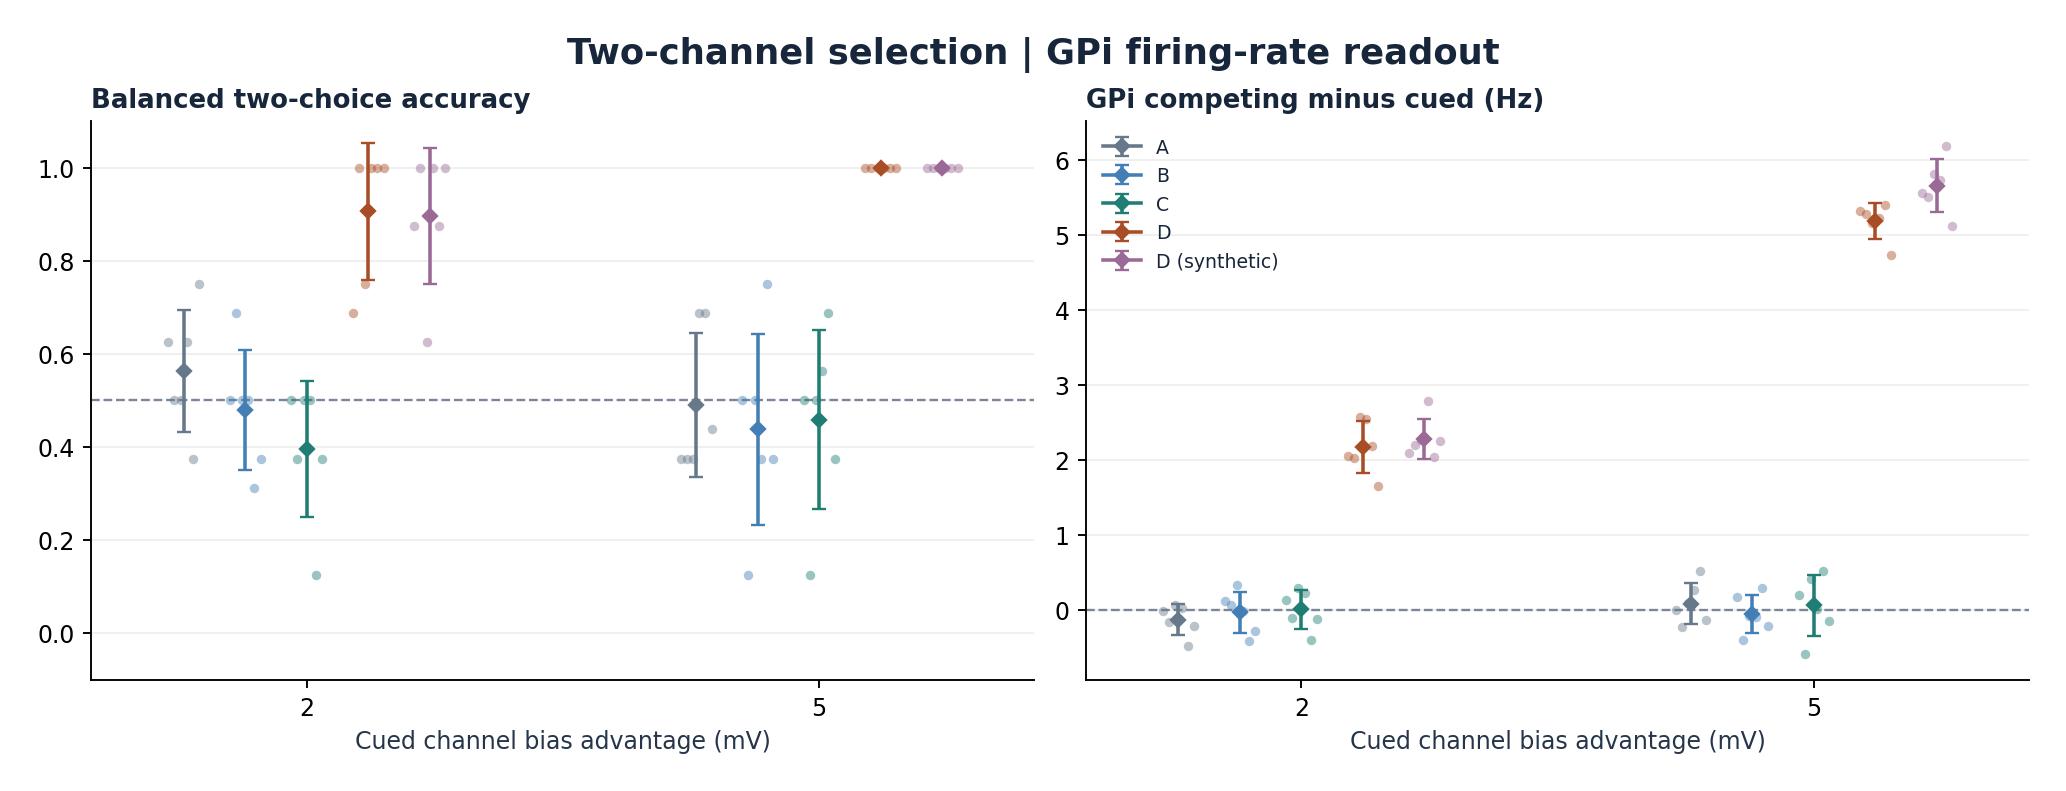 Two-channel selection | GPi firing-rate readout
Balanced two-choice accuracy
1.0
0.8
0.6
0.4
0.2
0.0
2
5
Cued channel bias advantage (mV)
GPi competing minus cued (Hz)
A
B
C
D
D (synthetic)
6
5
4
3
2
1
0
2
5
Cued channel bias advantage (mV)